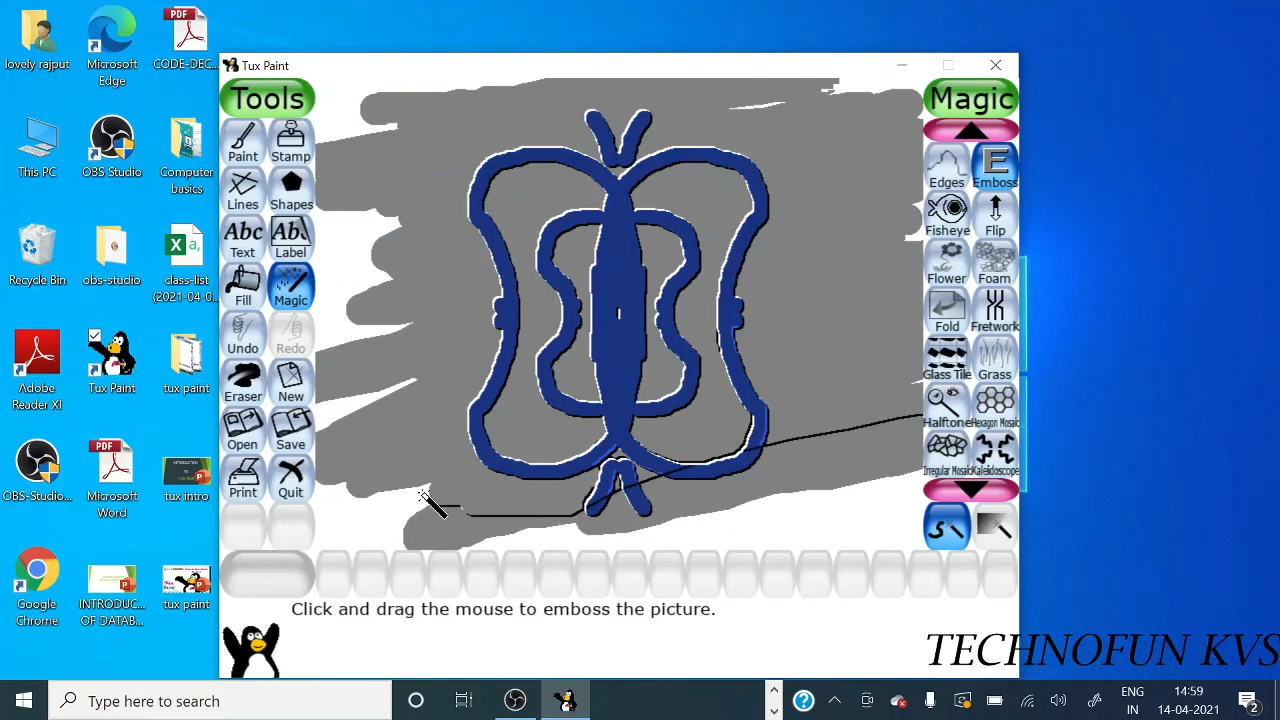 lovely rajput
Microsoft
Edge
CODE-DEC...
This PC
OBS Studio
Computer
basics
Recycle Bin
obs-studio
class-list
(2021-04-0...
Adobe
Reader XI
Tux Paint
tux paint
OBS-Studio...
Microsoft
Word
tux intro
Google
Chrome
INTRODUC...
OF DATAB...
tux paint
Tux Paint
Tools
Paint
Stamp
Lines
Shapes
Text
Label
Fill
Magic
Undo
Redo
Eraser
New
Open
Save
Print
Quit
Magic
Edges
Emboss
Fisheye
Flip
Flower
Foam
Fold
Fretwork
Glass Tile
Grass
Halftone
Hexagon Mosaic
Irregular Mosaic
Kaleidoscope
Click and drag the mouse to emboss the picture.
TECHNOFUN KVS
Type here to search
ENG
IN
14:59
14-04-2021
2